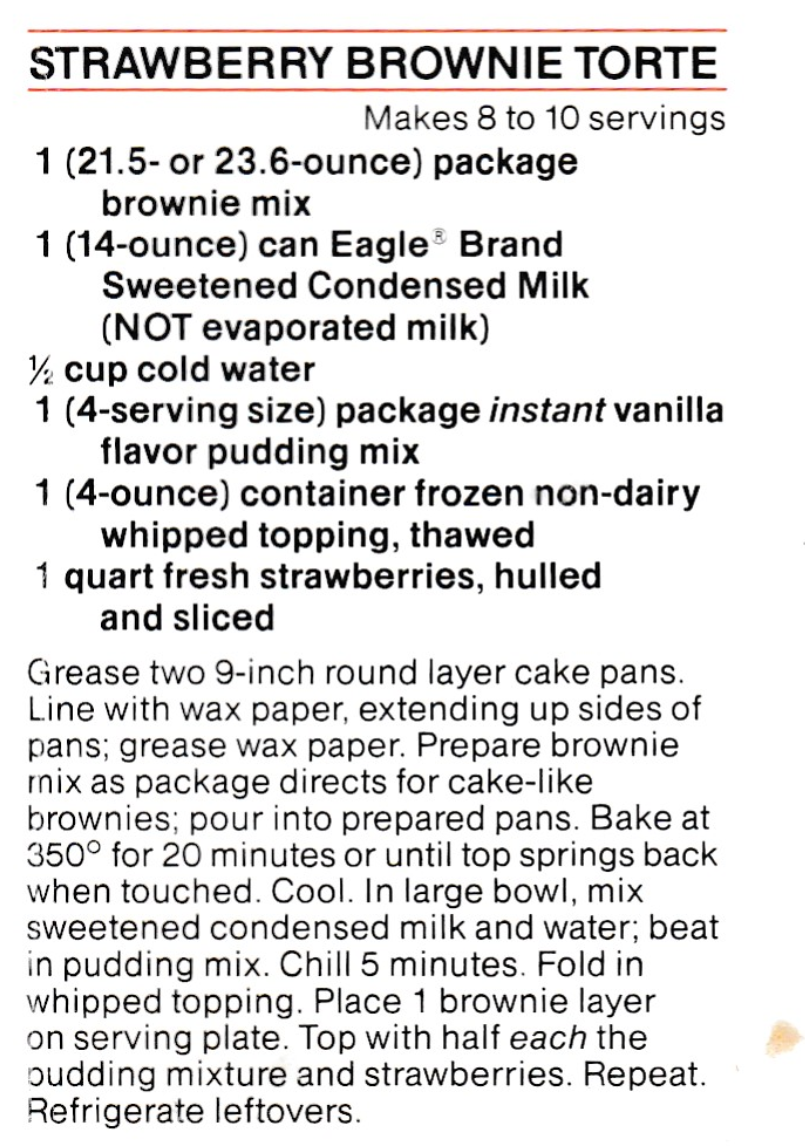 STRAWBERRY BROWNIE TORTE
Makes 8 to 10 servings
1 (21.5- or 23.6-ounce) package
brownie mix
1 (14-ounce) can Eagle® Brand
Sweetened Condensed Milk
(NOT evaporated milk)
½ cup cold water
1 (4-serving size) package instant vanilla
flavor pudding mix
1 (4-ounce) container frozen non-dairy
whipped topping, thawed
1 quart fresh strawberries, hulled
and sliced
Grease two 9-inch round layer cake pans.
Line with wax paper, extending up sides of
pans; grease wax paper. Prepare brownie
mix as package directs for cake-like
brownies; pour into prepared pans. Bake at
350° for 20 minutes or until top springs back
when touched. Cool. In large bowl, mix
sweetened condensed milk and water; beat
in pudding mix. Chill 5 minutes. Fold in
whipped topping. Place 1 brownie layer
on serving plate. Top with half each the
pudding mixture and strawberries. Repeat.
Refrigerate leftovers.